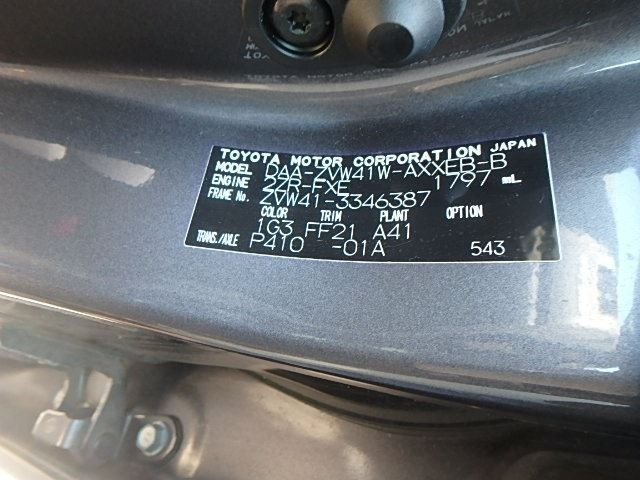 TOYOTA MOTOR CORPORATION JAPAN
MODEL DAA-ZVW41W-AXXEB-B
ENGINE 2ZR-FXE 1797 mL
FRAME No. ZVW41-3346387
COLOR TRIM PLANT OPTION
1G3 FF21 A41
TRANS./AXLE P410 -01A 543